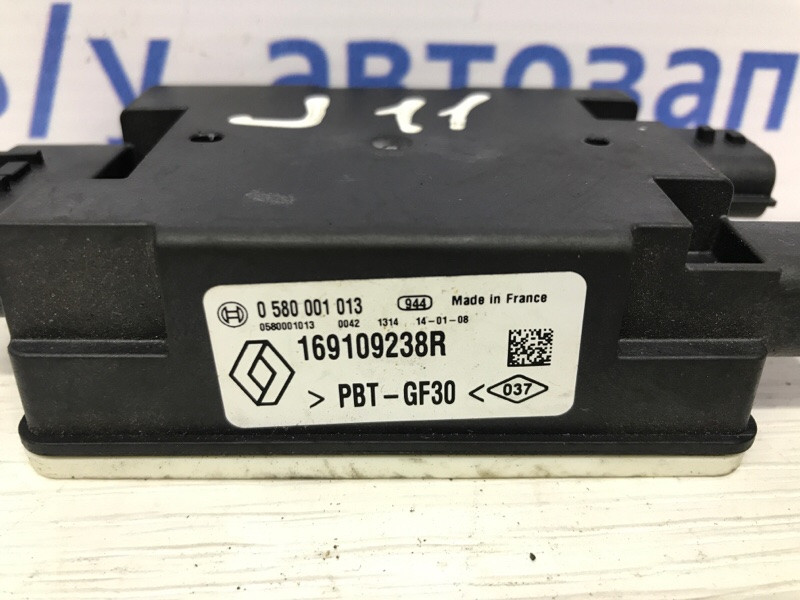 б/у автозап
J 11
0 580 001 013 944 Made in France
0580001013 0042 1314 14-01-08
169109238R
> PBT-GF30 < 037